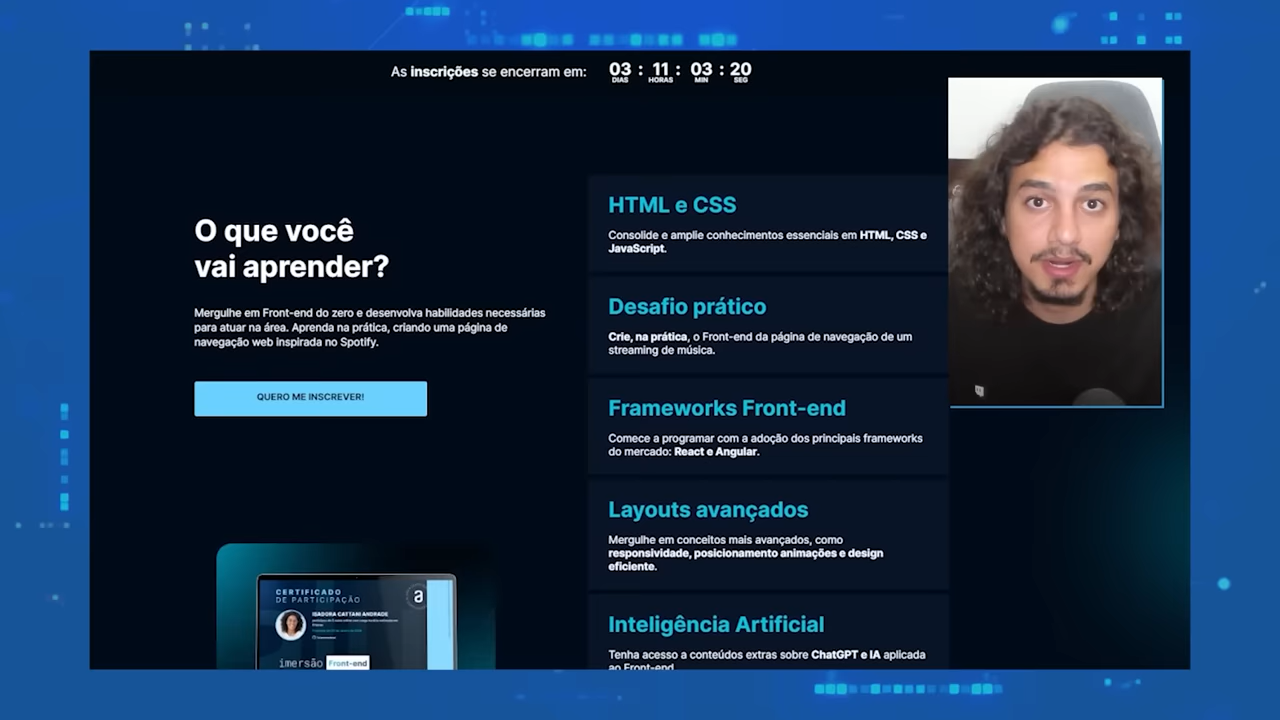 As inscrições se encerram em:
03 : 11 : 03 : 20
DIAS HORAS MIN SEG
O que você
vai aprender?
Mergulhe em Front-end do zero e desenvolva habilidades necessárias
para atuar na área. Aprenda na prática, criando uma página de
navegação web inspirada no Spotify.
QUERO ME INSCREVER!
CERTIFICADO
DE PARTICIPAÇÃO
ISADORA CATTANI ANDRADE
a
imersão Front-end
HTML e CSS
Consolide e amplie conhecimentos essenciais em HTML, CSS e
JavaScript.
Desafio prático
Crie, na prática, o Front-end da página de navegação de um
streaming de música.
Frameworks Front-end
Comece a programar com a adoção dos principais frameworks
do mercado: React e Angular.
Layouts avançados
Mergulhe em conceitos mais avançados, como
responsividade, posicionamento animações e design
eficiente.
Inteligência Artificial
Tenha acesso a conteúdos extras sobre ChatGPT e IA aplicada
ao Front-end